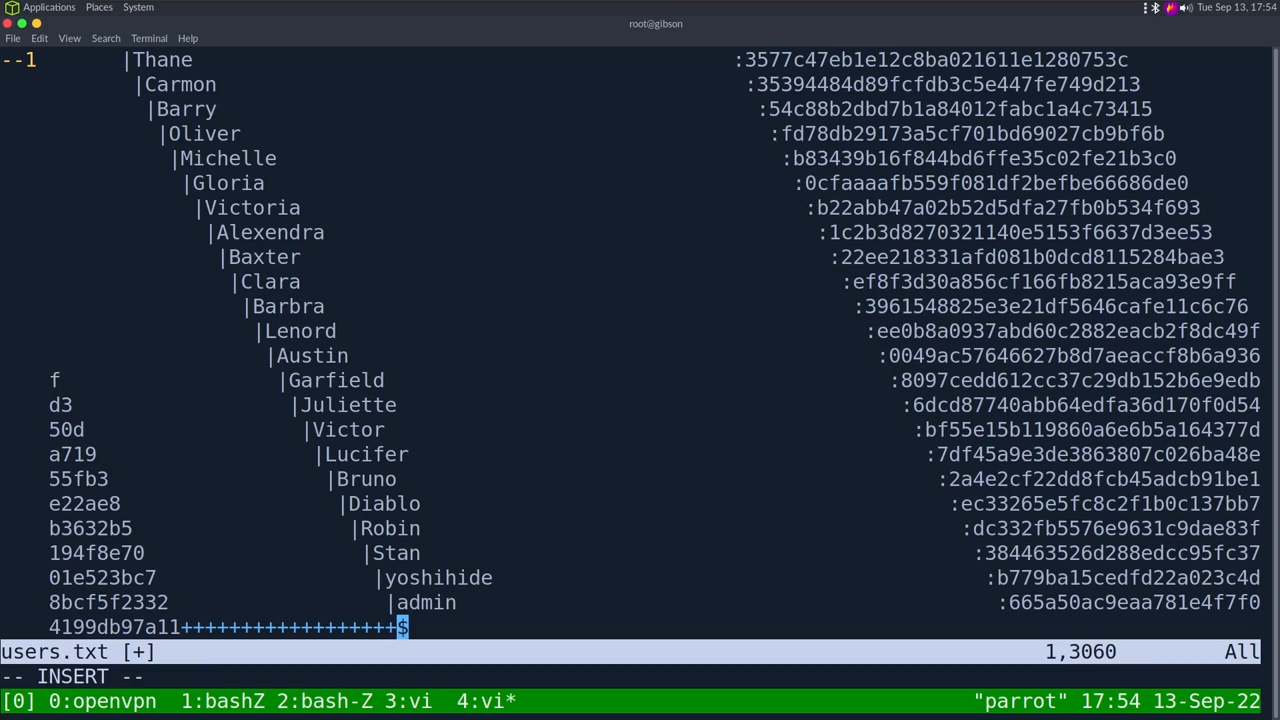 Applications Places System Tue Sep 13, 17:54
root@gibson
File Edit View Search Terminal Help
--1 |Thane :3577c47eb1e12c8ba021611e1280753c
|Carmon :35394484d89fcfdb3c5e447fe749d213
|Barry :54c88b2dbd7b1a84012fabc1a4c73415
|Oliver :fd78db29173a5cf701bd69027cb9bf6b
|Michelle :b83439b16f844bd6ffe35c02fe21b3c0
|Gloria :0cfaaaafb559f081df2befbe66686de0
|Victoria :b22abb47a02b52d5dfa27fb0b534f693
|Alexendra :1c2b3d8270321140e5153f6637d3ee53
|Baxter :22ee218331afd081b0dcd8115284bae3
|Clara :ef8f3d30a856cf166fb8215aca93e9ff
|Barbra :3961548825e3e21df5646cafe11c6c76
|Lenord :ee0b8a0937abd60c2882eacb2f8dc49f
|Austin :0049ac57646627b8d7aeaccf8b6a936
f |Garfield :8097cedd612cc37c29db152b6e9edb
d3 |Juliette :6dcd87740abb64edfa36d170f0d54
50d |Victor :bf55e15b119860a6e6b5a164377d
a719 |Lucifer :7df45a9e3de3863807c026ba48e
55fb3 |Bruno :2a4e2cf22dd8fcb45adcb91be1
e22ae8 |Diablo :ec33265e5fc8c2f1b0c137bb7
b3632b5 |Robin :dc332fb5576e9631c9dae83f
194f8e70 |Stan :384463526d288edcc95fc37
01e523bc7 |yoshihide :b779ba15cedfd22a023c4d
8bcf5f2332 |admin :665a50ac9eaa781e4f7f0
4199db97a11++++++++++++++++++$
users.txt [+] 1,3060 All
-- INSERT --
[0] 0:openvpn 1:bashZ 2:bash-Z 3:vi 4:vi* "parrot" 17:54 13-Sep-22